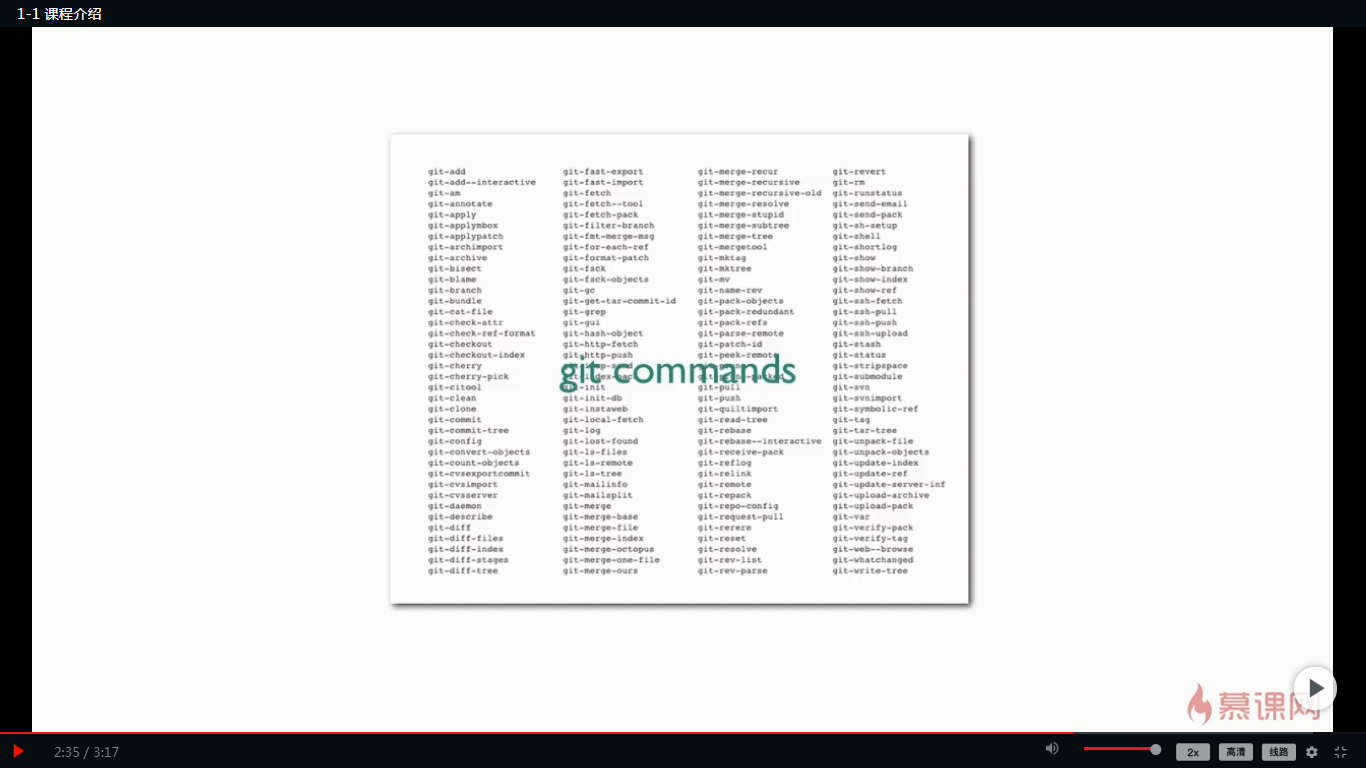 1-1 课程介绍
git-add
git-add--interactive
git-am
git-annotate
git-apply
git-applymbox
git-applypatch
git-archimport
git-archive
git-bisect
git-blame
git-branch
git-bundle
git-cat-file
git-check-attr
git-check-ref-format
git-checkout
git-checkout-index
git-cherry
git-cherry-pick
git-citool
git-clean
git-clone
git-commit
git-commit-tree
git-config
git-convert-objects
git-count-objects
git-cvsexportcommit
git-cvsimport
git-cvsserver
git-daemon
git-describe
git-diff
git-diff-files
git-diff-index
git-diff-stages
git-diff-tree
git-fast-export
git-fast-import
git-fetch
git-fetch--tool
git-fetch-pack
git-filter-branch
git-fmt-merge-msg
git-for-each-ref
git-format-patch
git-fsck
git-fsck-objects
git-gc
git-get-tar-commit-id
git-grep
git-gui
git-hash-object
git-http-fetch
git-http-push
git-init
git-init-db
git-instaweb
git-local-fetch
git-log
git-lost-found
git-ls-files
git-ls-remote
git-ls-tree
git-mailinfo
git-mailsplit
git-merge
git-merge-base
git-merge-file
git-merge-index
git-merge-octopus
git-merge-one-file
git-merge-ours
git-merge-recur
git-merge-recursive
git-merge-recursive-old
git-merge-resolve
git-merge-stupid
git-merge-subtree
git-merge-tree
git-mergetool
git-mktag
git-mktree
git-mv
git-name-rev
git-pack-objects
git-pack-redundant
git-pack-refs
git-parse-remote
git-patch-id
git-peek-remote
git-pull
git-push
git-quiltimport
git-read-tree
git-rebase
git-rebase--interactive
git-receive-pack
git-reflog
git-relink
git-remote
git-repack
git-repo-config
git-request-pull
git-rerere
git-reset
git-resolve
git-rev-list
git-rev-parse
git-revert
git-rm
git-runstatus
git-send-email
git-send-pack
git-sh-setup
git-shell
git-shortlog
git-show
git-show-branch
git-show-index
git-show-ref
git-ssh-fetch
git-ssh-pull
git-ssh-push
git-ssh-upload
git-stash
git-status
git-stripspace
git-submodule
git-svn
git-svnimport
git-symbolic-ref
git-tag
git-tar-tree
git-unpack-file
git-unpack-objects
git-update-index
git-update-ref
git-update-server-inf
git-upload-archive
git-upload-pack
git-var
git-verify-pack
git-verify-tag
git-web--browse
git-whatchanged
git-write-tree
git commands
慕课网
2:35 / 3:17
2x
高清
线路